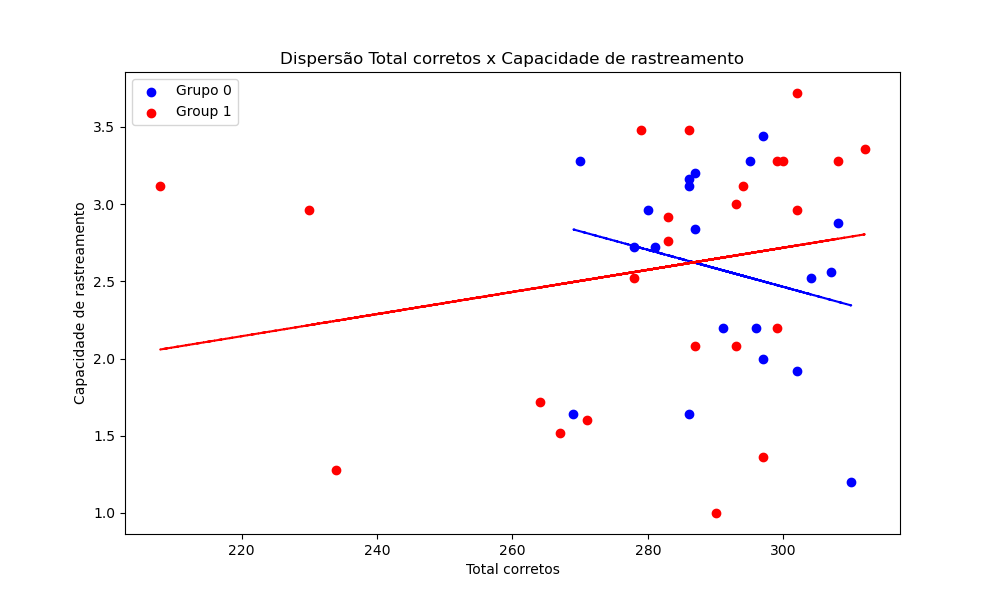 Dispersão Total corretos x Capacidade de rastreamento
Grupo 0
Group 1
Capacidade de rastreamento
3.5
3.0
2.5
2.0
1.5
1.0
220
240
260
280
300
Total corretos